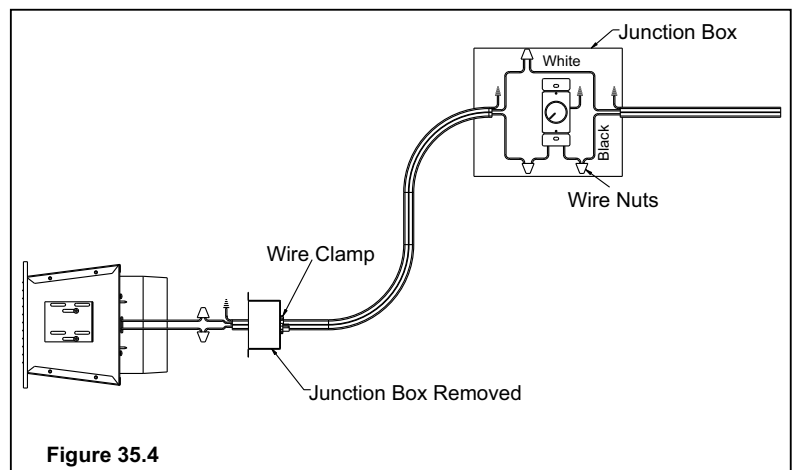 Junction Box
White
Black
Wire Nuts
Wire Clamp
Junction Box Removed
Figure 35.4